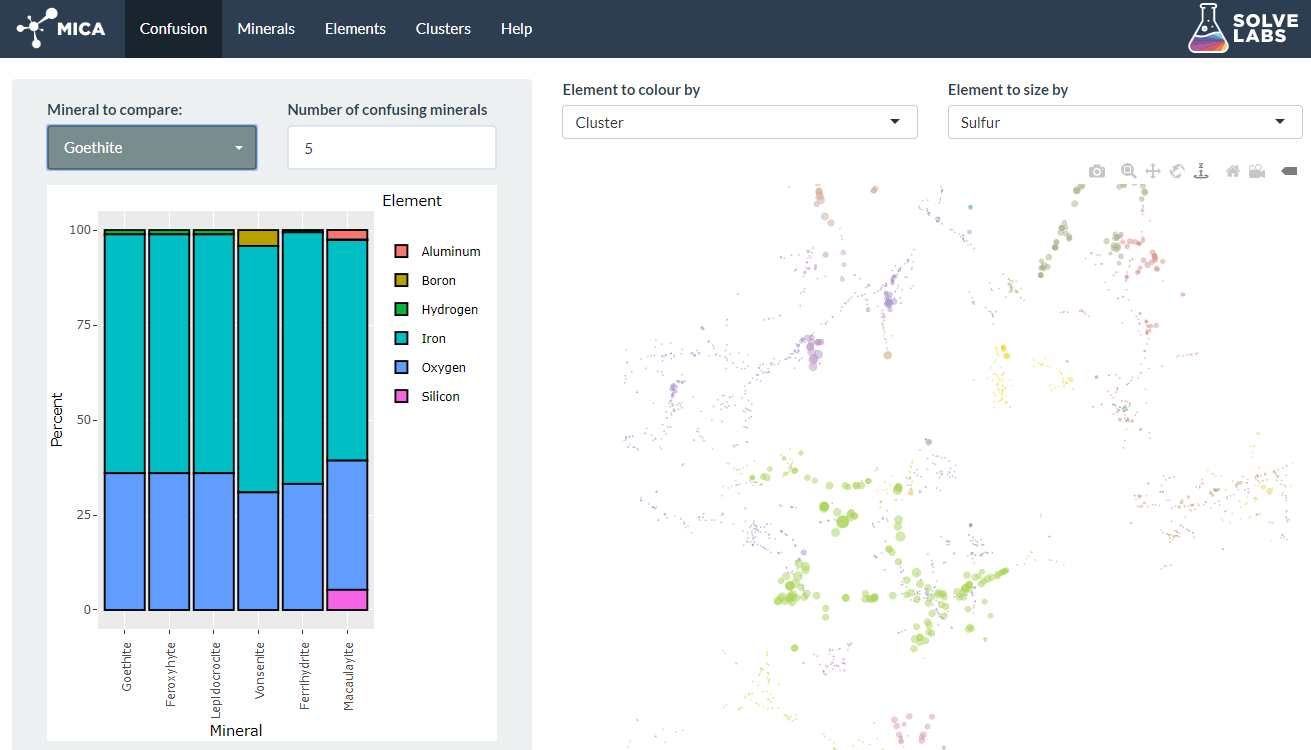 MICA
Confusion
Minerals
Elements
Clusters
Help
SOLVE
LABS
Mineral to compare:
Goethite
Number of confusing minerals
5
Element to colour by
Cluster
Element to size by
Sulfur
z
Element
Aluminum
Boron
Hydrogen
Iron
Oxygen
Silicon
Percent
100
75
50
25
0
Goethite
Feroxyhyte
Lepidocrocite
Vonsenite
Ferrihydrite
Macaulayite
Mineral